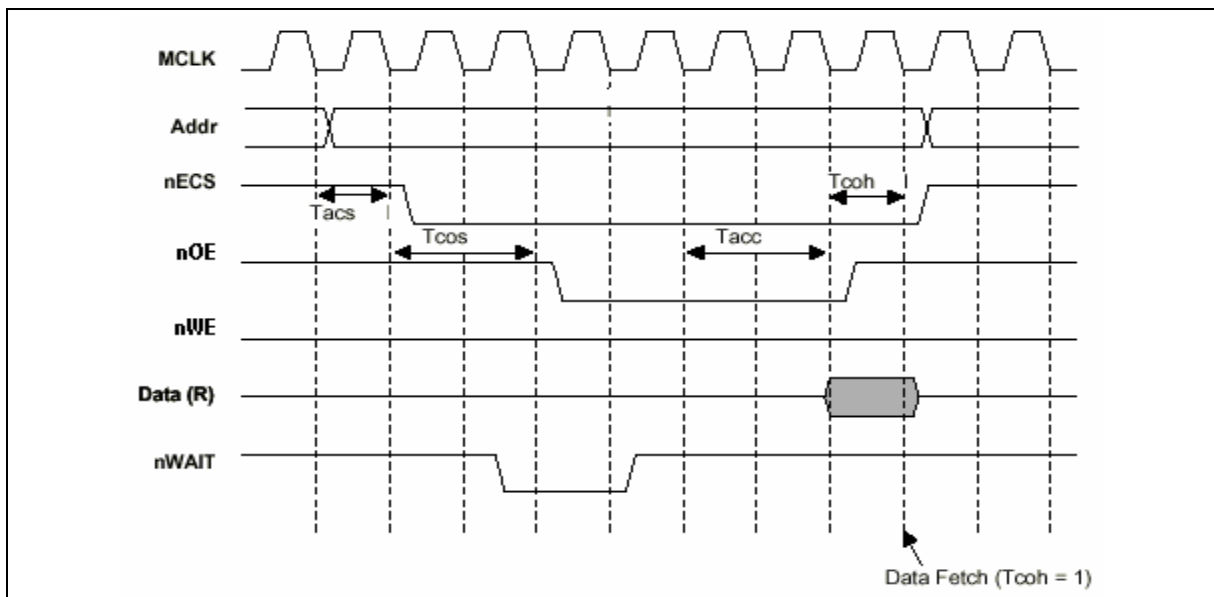 MCLK
Addr
nECS
Tcoh
Tacs
Tcos
Tacc
nOE
nWE
Data (R)
nWAIT
Data Fetch (Tcoh = 1)